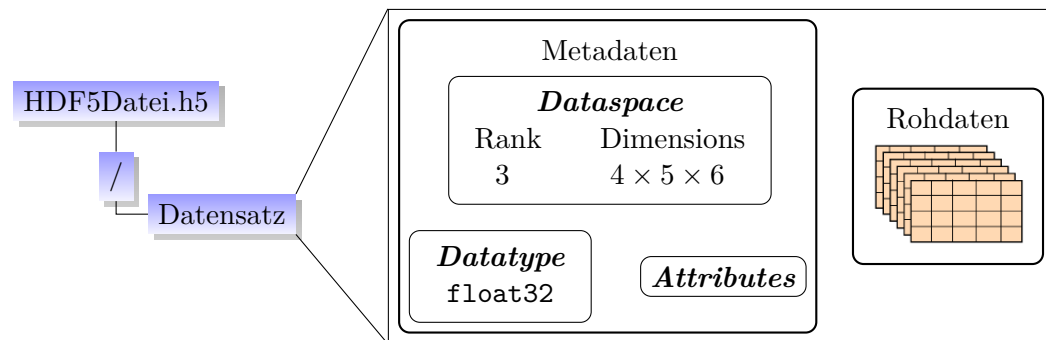 HDF5Datei.h5
/
Datensatz
Metadaten
Dataspace
Rank Dimensions
3 4 × 5 × 6
Datatype
float32
Attributes
Rohdaten